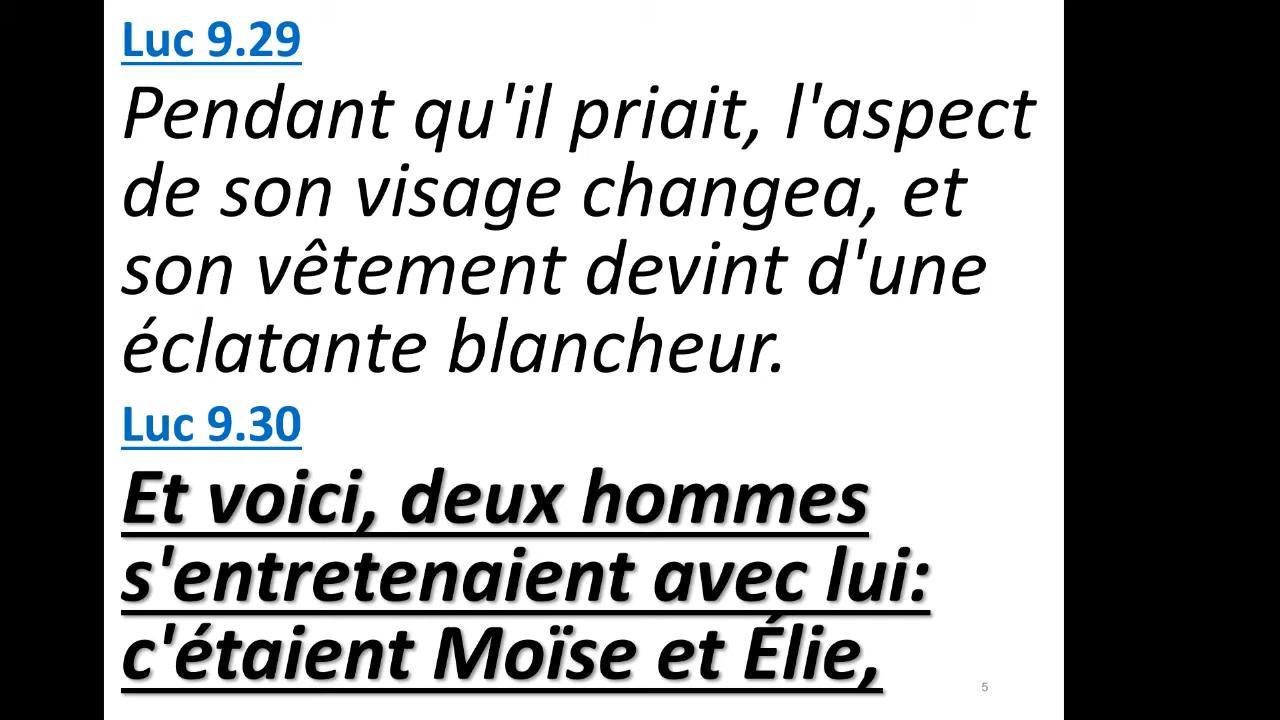 Luc 9.29
Pendant qu'il priait, l'aspect
de son visage changea, et
son vêtement devint d'une
éclatante blancheur.
Luc 9.30
Et voici, deux hommes
s'entretenaient avec lui:
c'étaient Moïse et Élie,
5